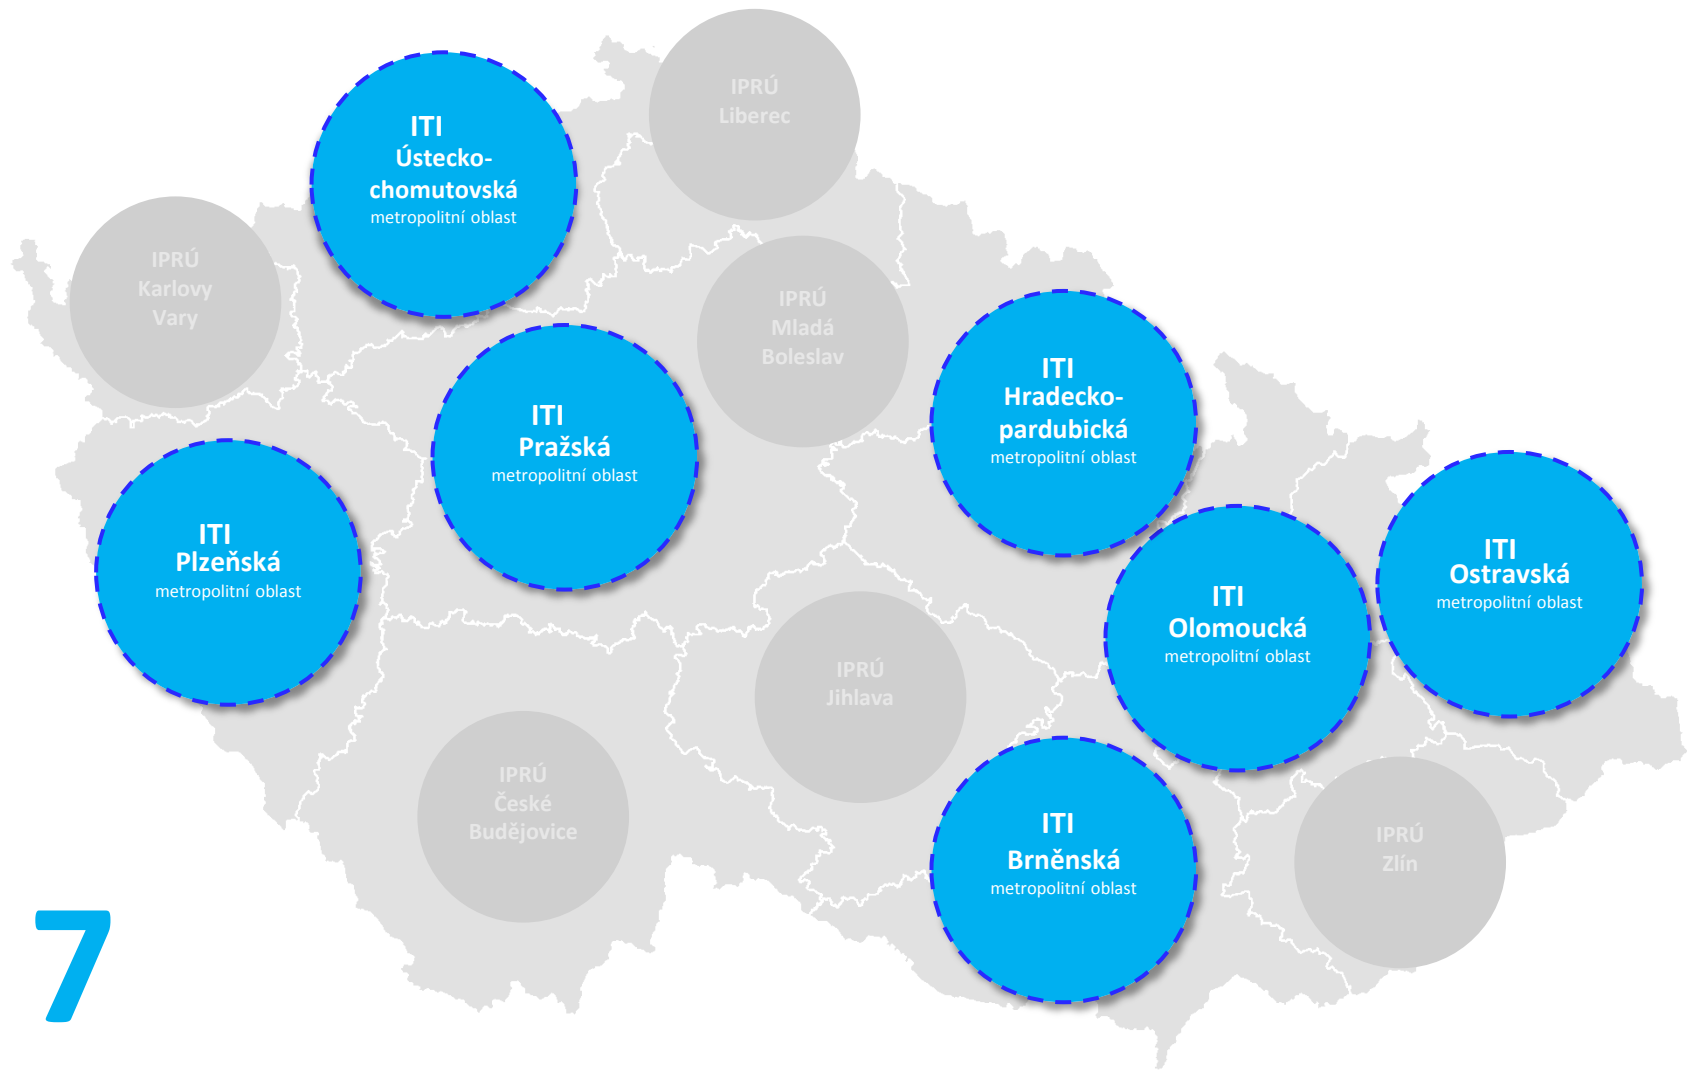 IPRÚ
Liberec
ITI
Ústecko-
chomutovská
metropolitní oblast
IPRÚ
Karlovy
Vary
IPRÚ
Mladá
Boleslav
ITI
Hradecko-
pardubická
metropolitní oblast
ITI
Pražská
metropolitní oblast
ITI
Plzeňská
metropolitní oblast
ITI
Ostravská
metropolitní oblast
ITI
Olomoucká
metropolitní oblast
IPRÚ
Jihlava
IPRÚ
České
Budějovice
ITI
Brněnská
metropolitní oblast
IPRÚ
Zlín
7